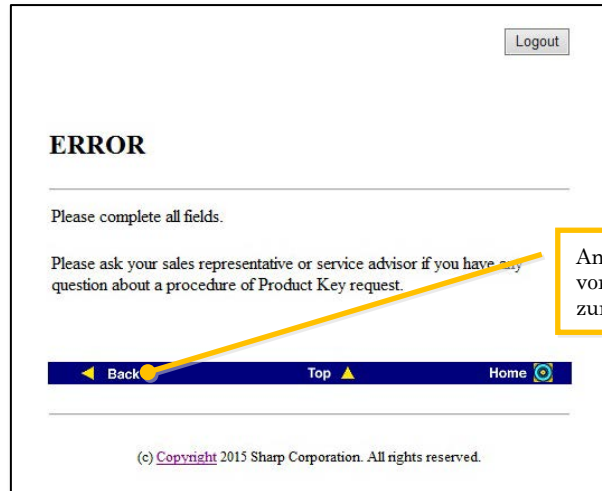 Logout
ERROR
Please complete all fields.
Please ask your sales representative or service advisor if you have any
question about a procedure of Product Key request.
Back Top Home
(c) Copyright 2015 Sharp Corporation. All rights reserved.